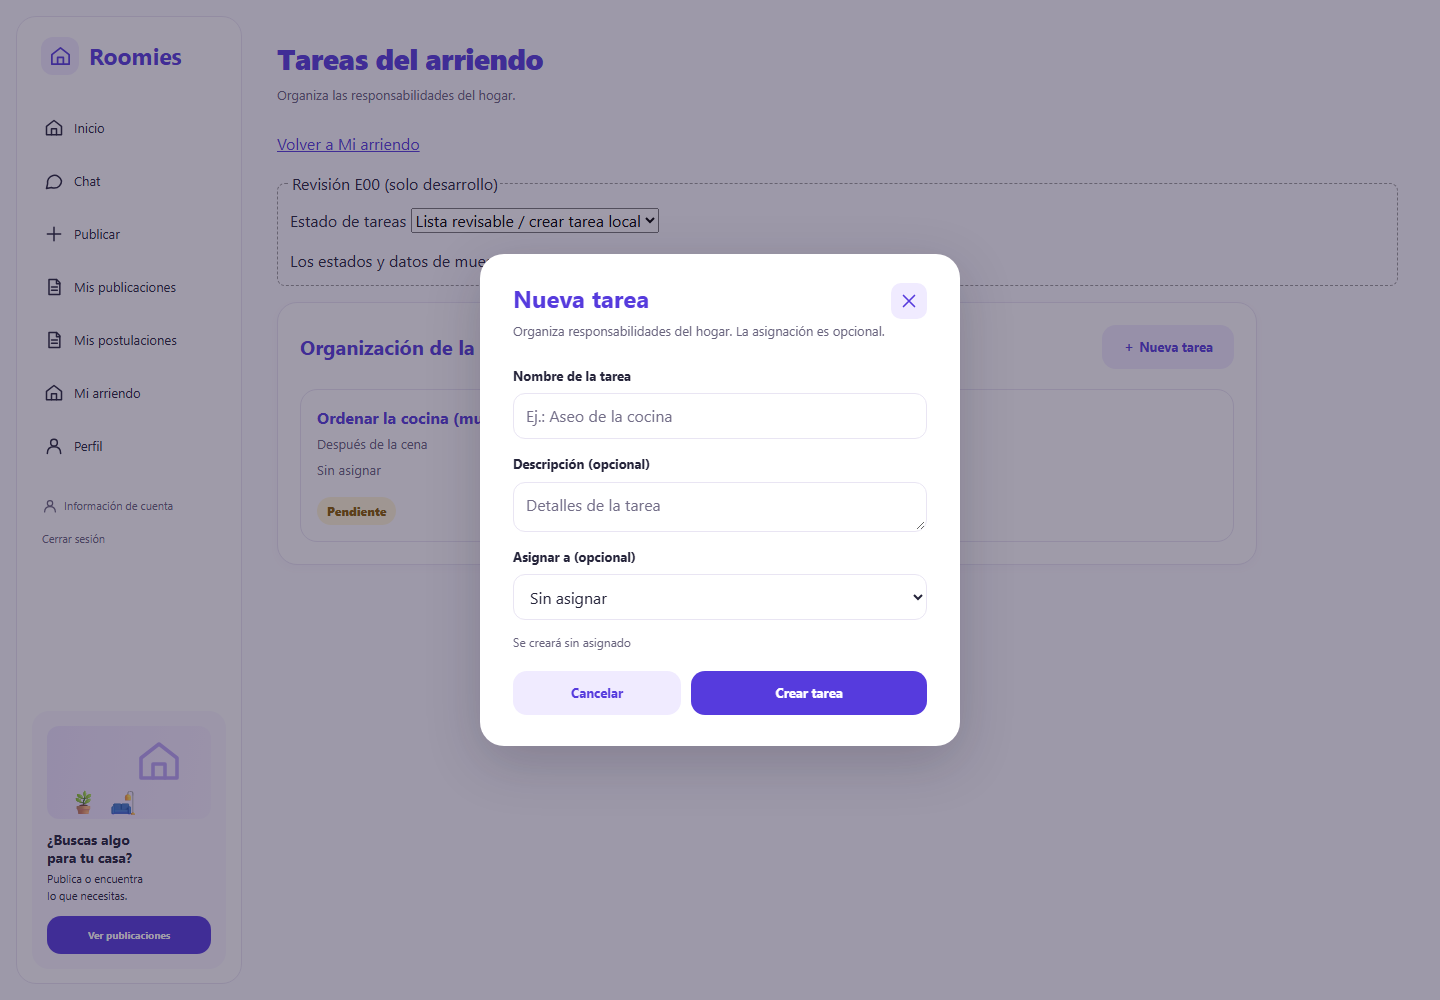 Roomies
Inicio
Chat
Publicar
Mis publicaciones
Mis postulaciones
Mi arriendo
Perfil
Información de cuenta
Cerrar sesión
¿Buscas algo
para tu casa?
Publica o encuentra
lo que necesitas.
Ver publicaciones
Tareas del arriendo
Organiza las responsabilidades del hogar.
Volver a Mi arriendo
Revisión E00 (solo desarrollo)
Estado de tareas Lista revisable / crear tarea local
Los estados y datos de
Organización de la
+ Nueva tarea
Ordenar la cocina
Después de la cena
Sin asignar
Pendiente
Nueva tarea
Organiza responsabilidades del hogar. La asignación es opcional.
Nombre de la tarea
Ej.: Aseo de la cocina
Descripción (opcional)
Detalles de la tarea
Asignar a (opcional)
Sin asignar
Se creará sin asignado
Cancelar
Crear tarea